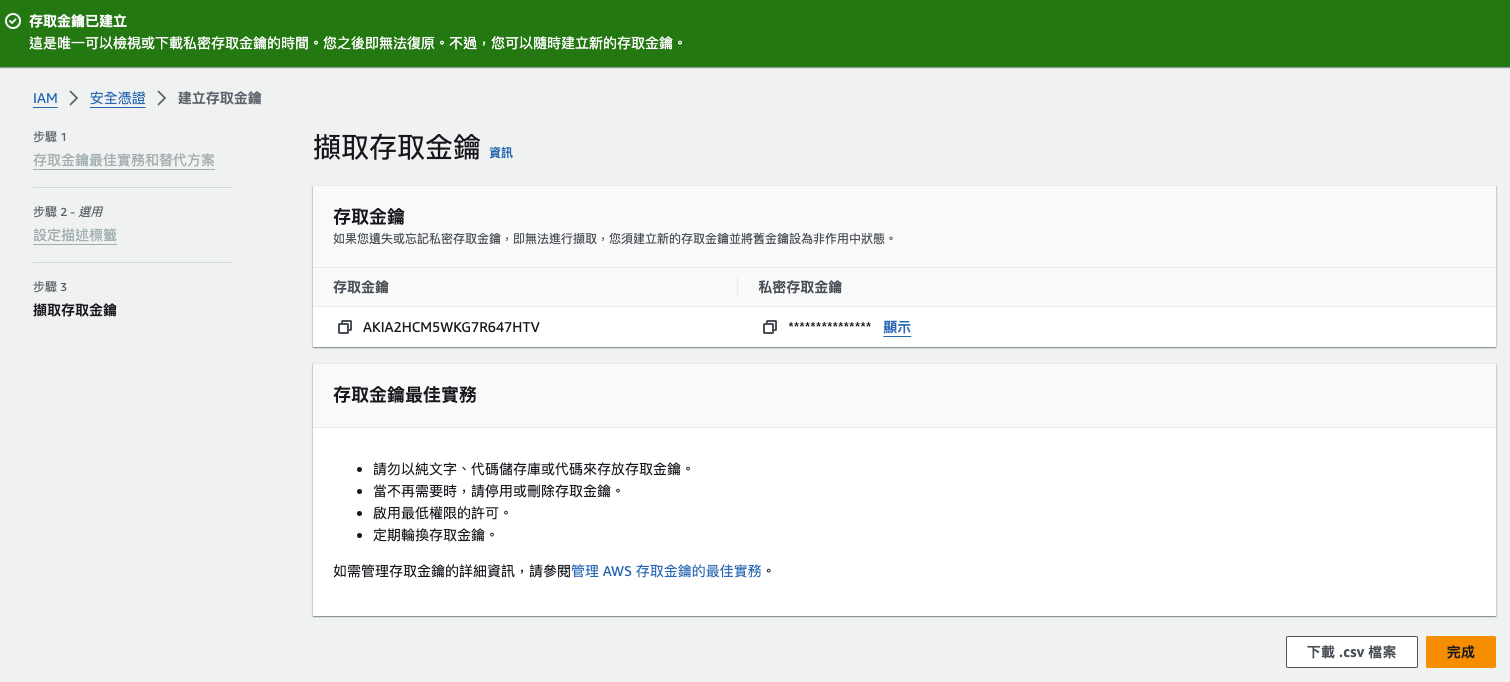 存取金鑰已建立
這是唯一可以檢視或下載私密存取金鑰的時間。您之後即無法復原。不過，您可以隨時建立新的存取金鑰。
IAM > 安全憑證 > 建立存取金鑰
步驟 1
存取金鑰最佳實務和替代方案
步驟 2 - 選用
設定描述標籤
步驟 3
擷取存取金鑰
擷取存取金鑰 資訊
存取金鑰
如果您遺失或忘記私密存取金鑰，即無法進行擷取，您須建立新的存取金鑰並將舊金鑰設為非作用中狀態。
存取金鑰 私密存取金鑰
AKIA2HCM5WKG7R647HTV *************** 顯示
存取金鑰最佳實務
• 請勿以純文字、代碼儲存庫或代碼來存放存取金鑰。
• 當不再需要時，請停用或刪除存取金鑰。
• 啟用最低權限的許可。
• 定期輪換存取金鑰。
如需管理存取金鑰的詳細資訊，請參閱管理 AWS 存取金鑰的最佳實務。
下載 .csv 檔案 完成